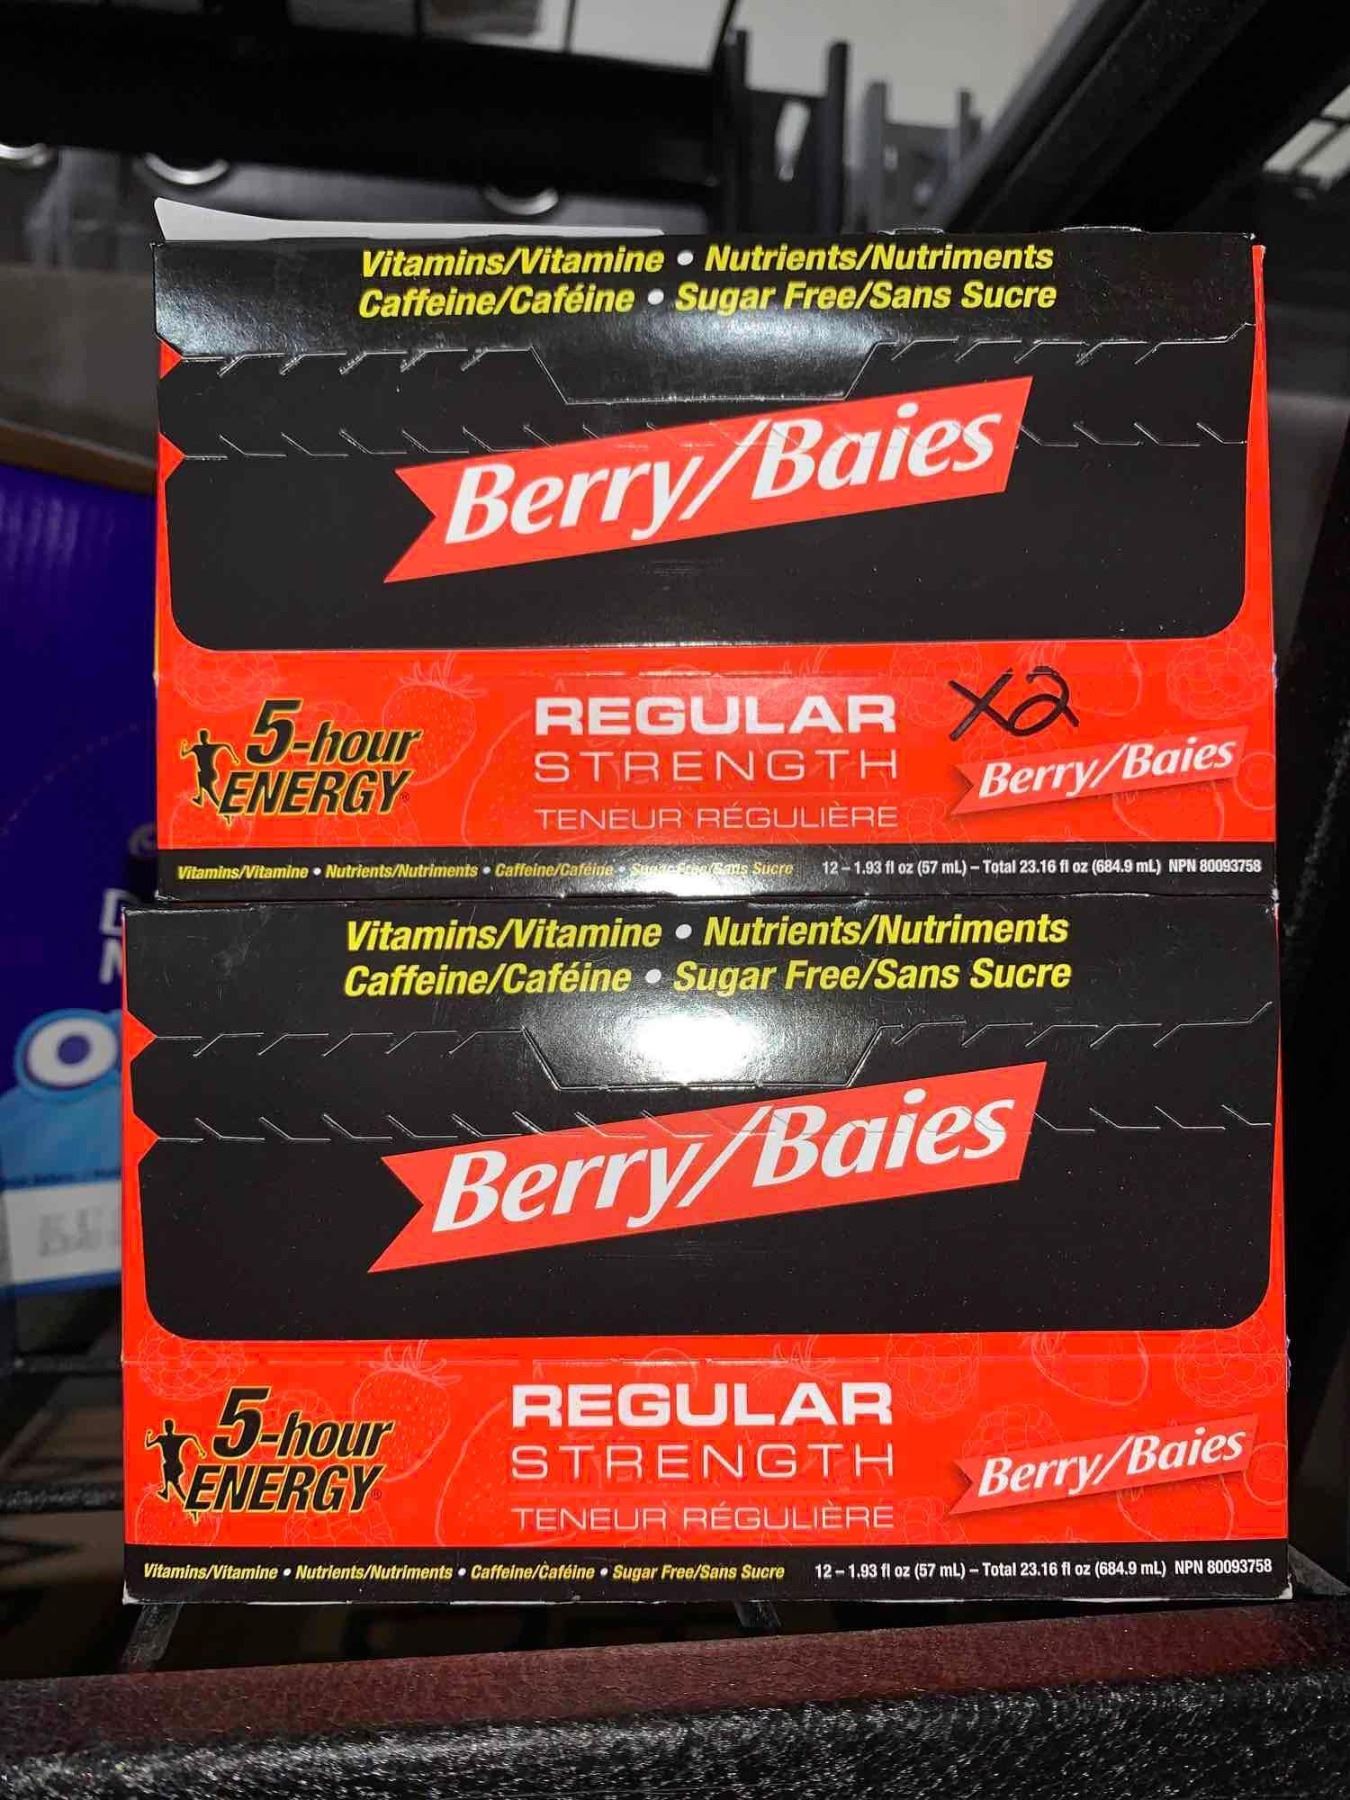 Vitamins/Vitamine • Nutrients/Nutriments
Caffeine/Caféine • Sugar Free/Sans Sucre
Berry/Baies
5-hour
ENERGY
REGULAR
STRENGTH
TENEUR RÉGULIÈRE
X2
Berry/Baies
Vitamins/Vitamine • Nutrients/Nutriments • Caffeine/Caféine • Sugar Free/Sans Sucre 12 – 1.93 fl oz (57 mL) – Total 23.16 fl oz (684.9 mL) NPN 80093758
Vitamins/Vitamine • Nutrients/Nutriments
Caffeine/Caféine • Sugar Free/Sans Sucre
Berry/Baies
5-hour
ENERGY
REGULAR
STRENGTH
TENEUR RÉGULIÈRE
Berry/Baies
Vitamins/Vitamine • Nutrients/Nutriments • Caffeine/Caféine • Sugar Free/Sans Sucre 12 – 1.93 fl oz (57 mL) – Total 23.16 fl oz (684.9 mL) NPN 80093758